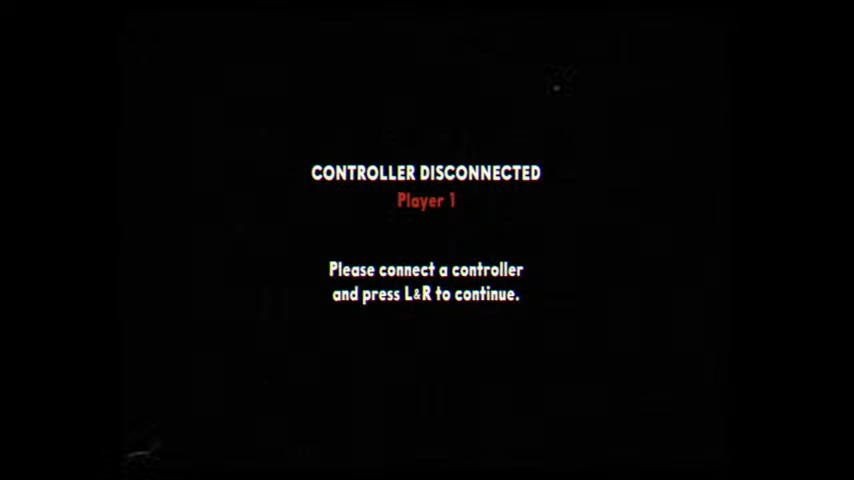 CONTROLLER DISCONNECTED
Player 1
Please connect a controller
and press L&R to continue.